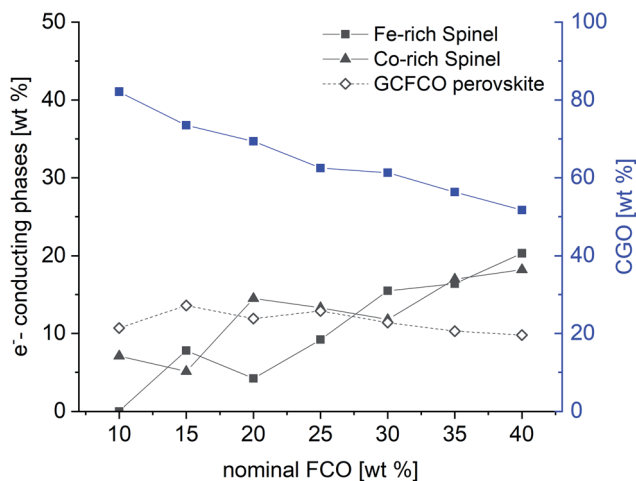 50
40
30
20
10
0
e⁻- conducting phases [wt %]
Fe-rich Spinel
Co-rich Spinel
GCFCO perovskite
100
80
60
40
20
0
CGO [wt %]
10 15 20 25 30 35 40
nominal FCO [wt %]